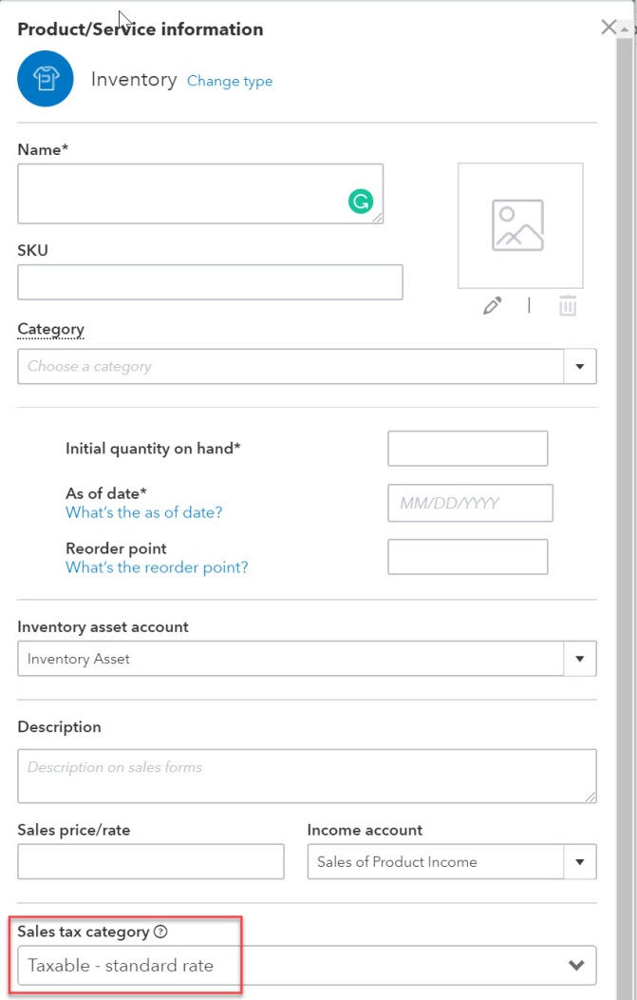 Product/Service information
Inventory Change type
Name*
SKU
Category
Choose a category
Initial quantity on hand*
As of date* MM/DD/YYYY
What's the as of date?
Reorder point
What's the reorder point?
Inventory asset account
Inventory Asset
Description
Description on sales forms
Sales price/rate Income account
Sales of Product Income
Sales tax category ?
Taxable - standard rate